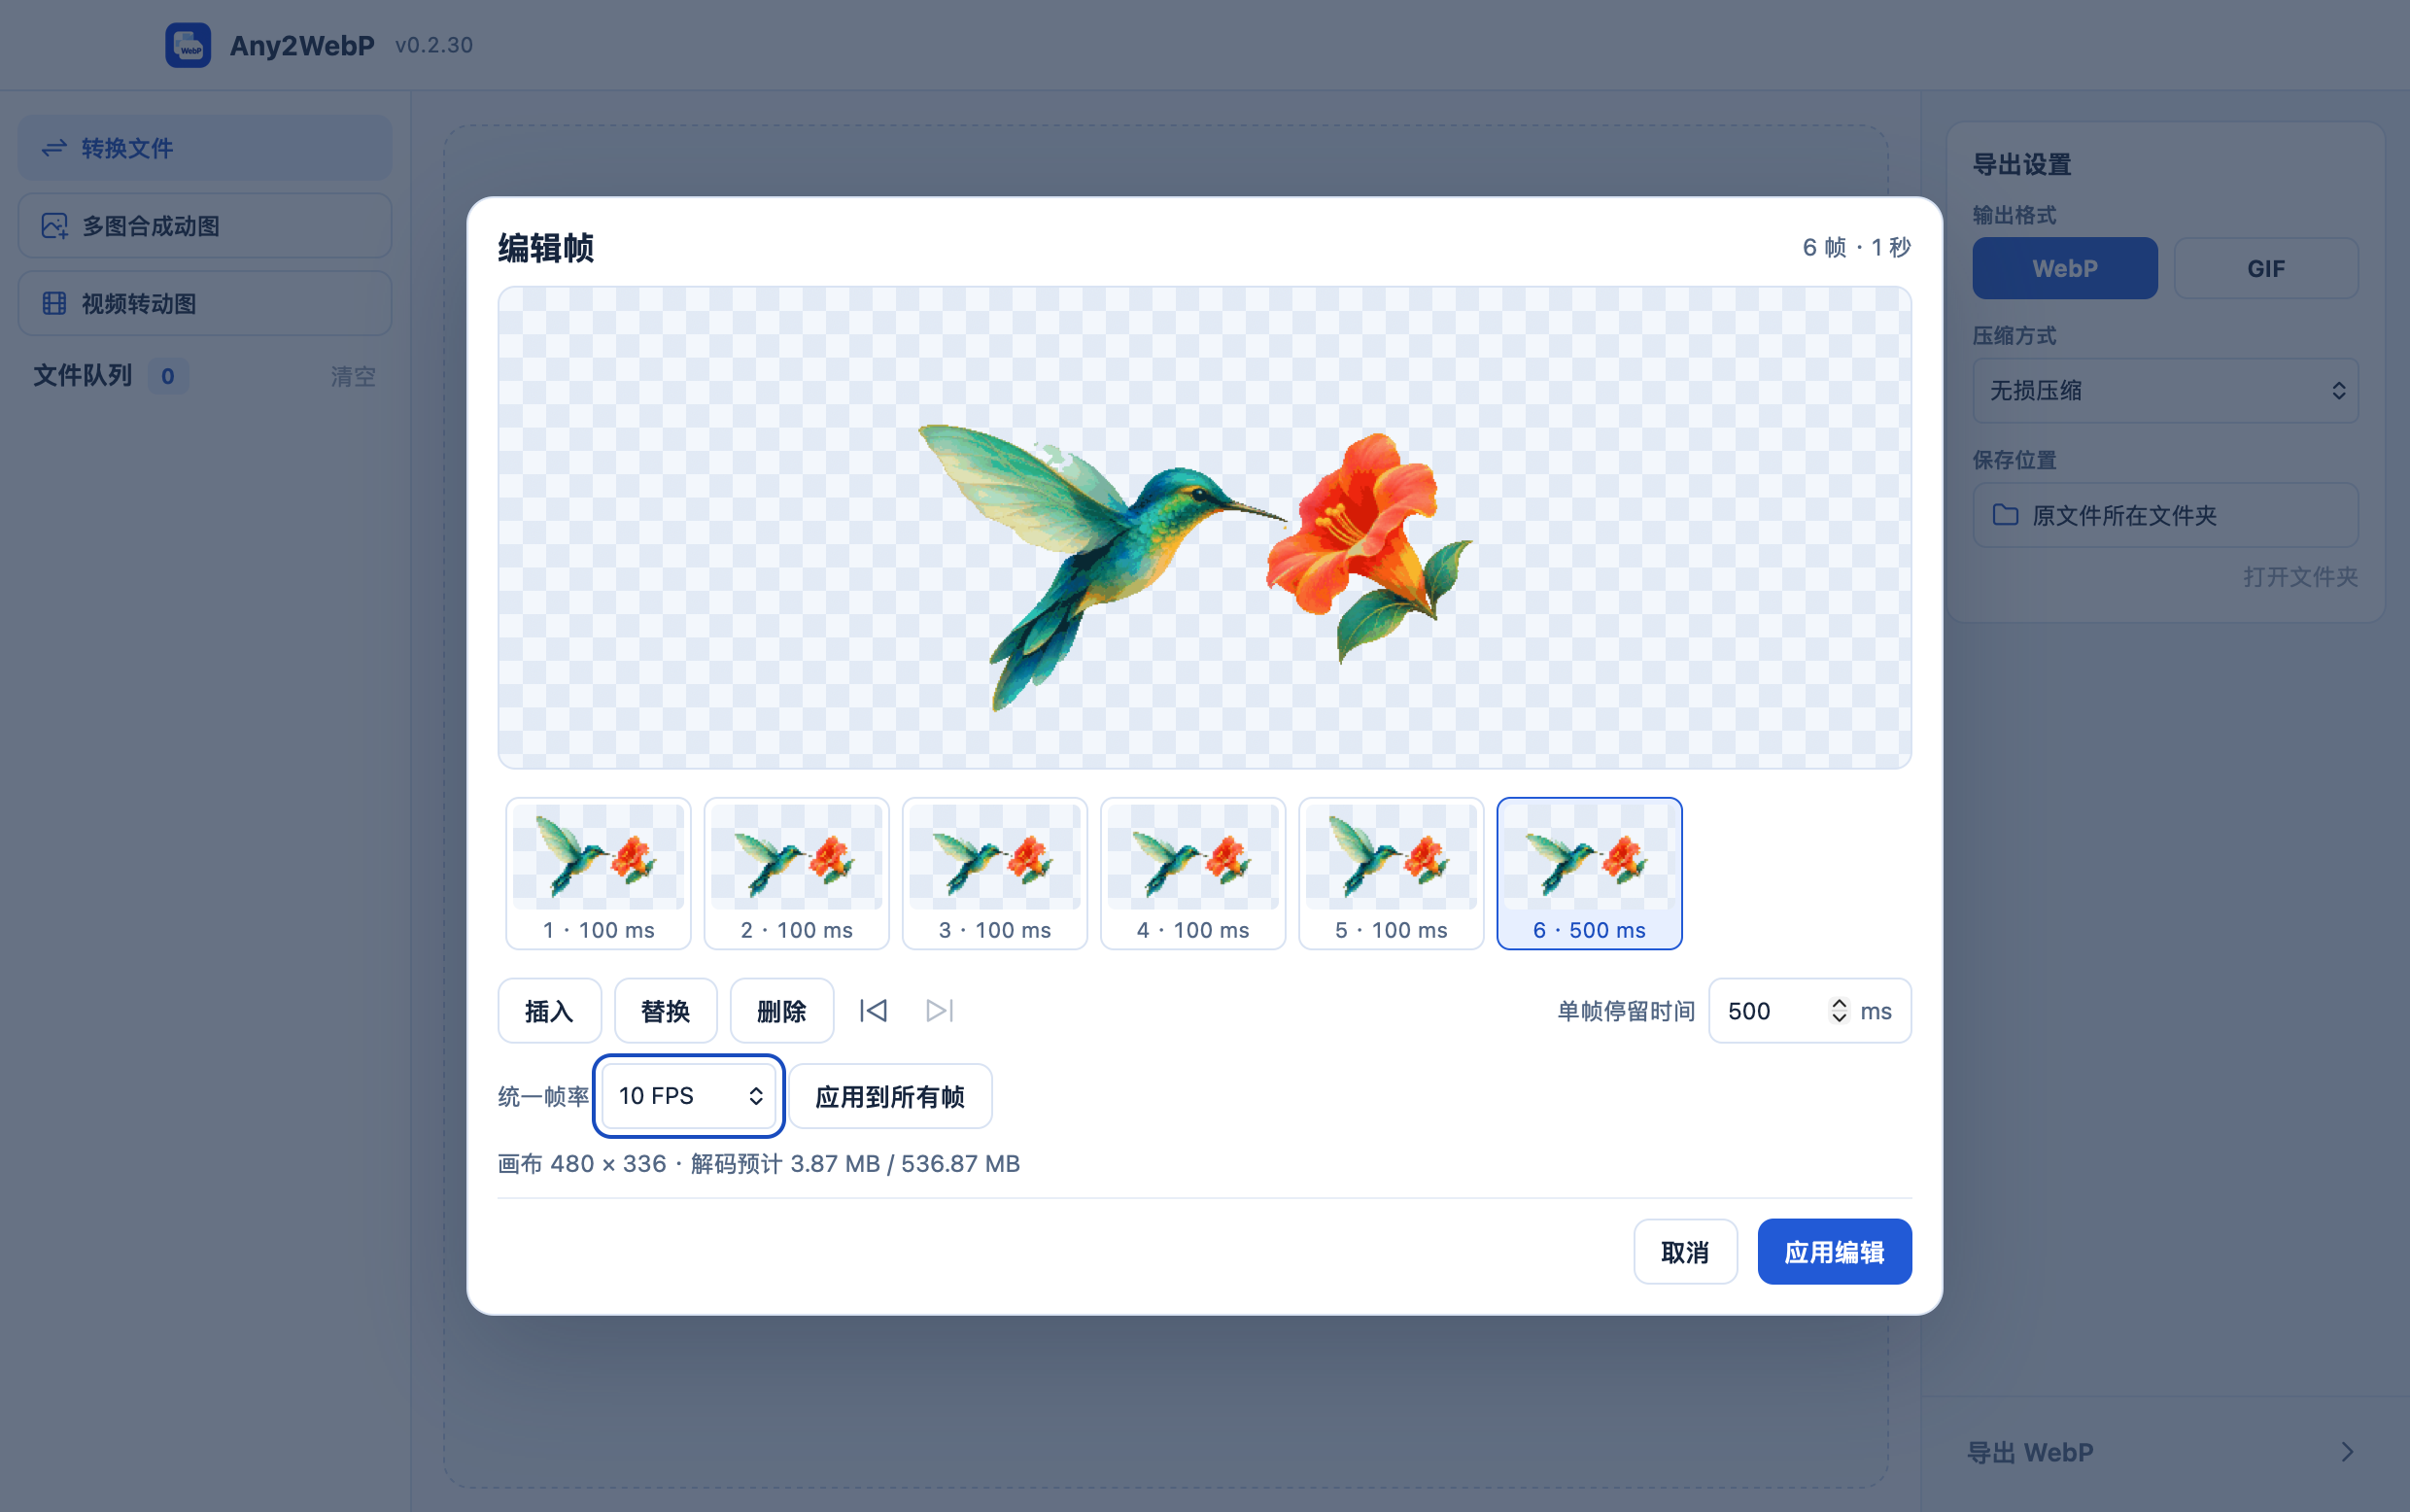 Any2WebP v0.2.30
转换文件
多图合成动图
视频转动图
文件队列 0 清空
编辑帧
6 帧 · 1 秒
1 · 100 ms
2 · 100 ms
3 · 100 ms
4 · 100 ms
5 · 100 ms
6 · 500 ms
插入 替换 删除
单帧停留时间 500 ms
统一帧率 10 FPS 应用到所有帧
画布 480 × 336 · 解码预计 3.87 MB / 536.87 MB
取消 应用编辑
导出设置
输出格式
WebP GIF
压缩方式
无损压缩
保存位置
原文件所在文件夹
打开文件夹
导出 WebP